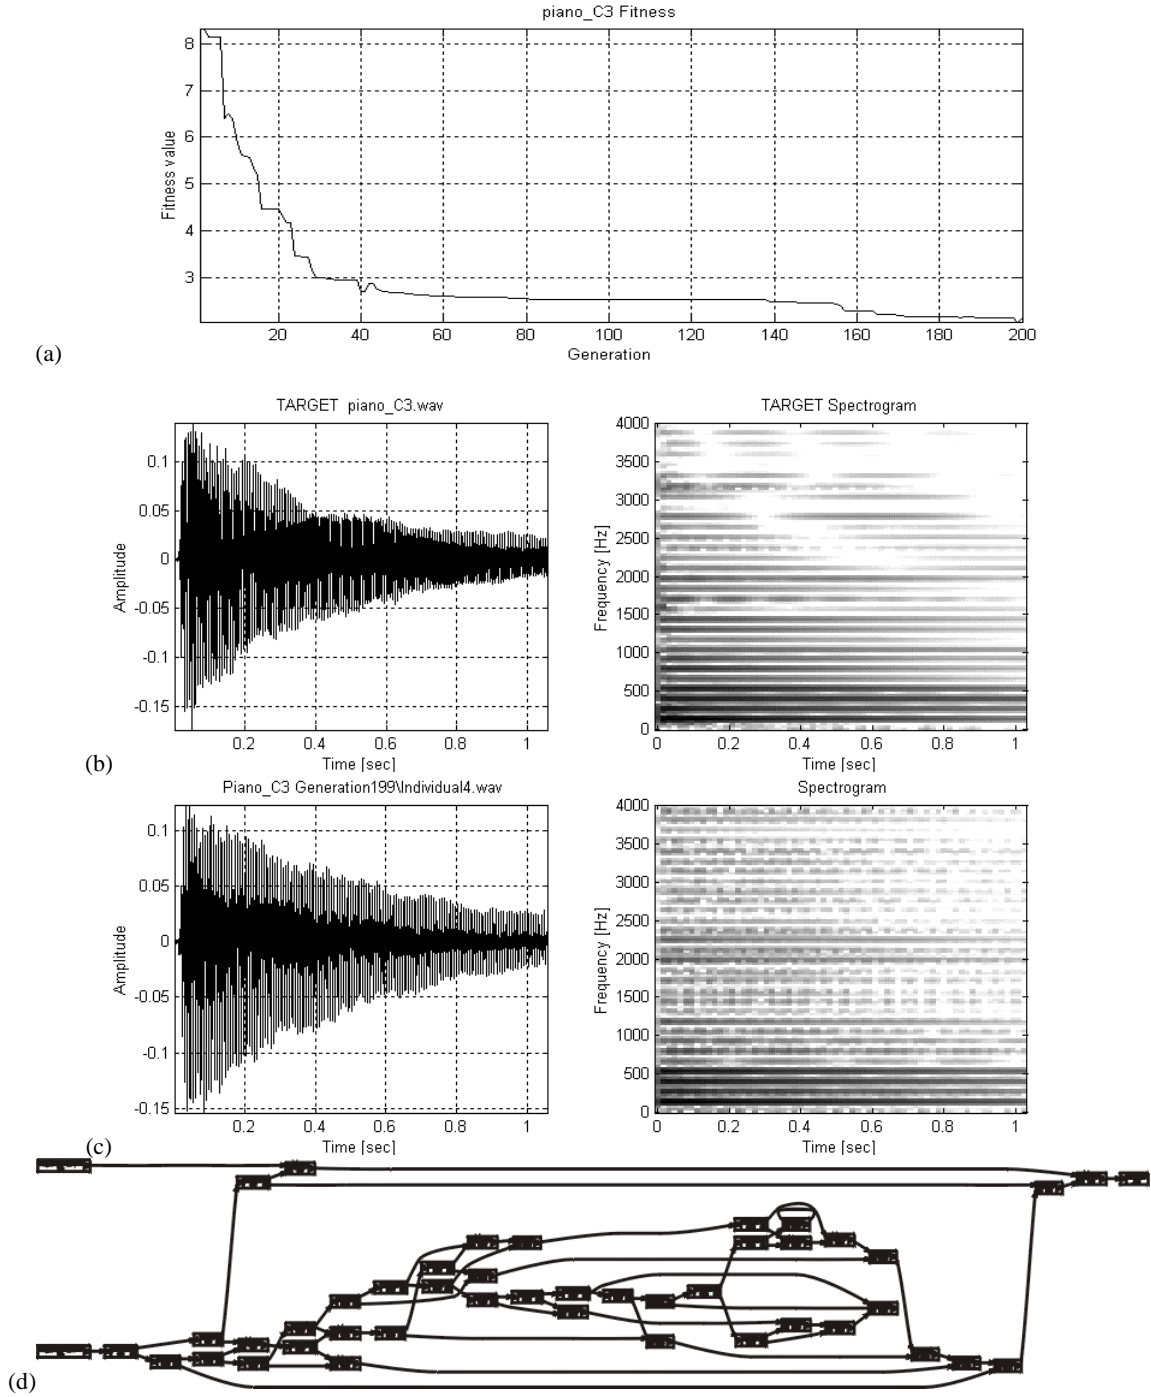 piano_C3 Fitness
8
7
6
5
4
3
Fitness value
20 40 60 80 100 120 140 160 180 200
Generation
(a)
TARGET piano_C3.wav
0.1
0.05
0
-0.05
-0.1
-0.15
Amplitude
0.2 0.4 0.6 0.8 1
Time [sec]
TARGET Spectrogram
4000
3500
3000
2500
2000
1500
1000
500
0
Frequency [Hz]
0 0.2 0.4 0.6 0.8 1
Time [sec]
(b)
Piano_C3 Generation199\Individual4.wav
0.1
0.05
0
-0.05
-0.1
-0.15
Amplitude
0.2 0.4 0.6 0.8 1
Time [sec]
Spectrogram
4000
3500
3000
2500
2000
1500
1000
500
0
Frequency [Hz]
0 0.2 0.4 0.6 0.8 1
Time [sec]
(c)
(d)